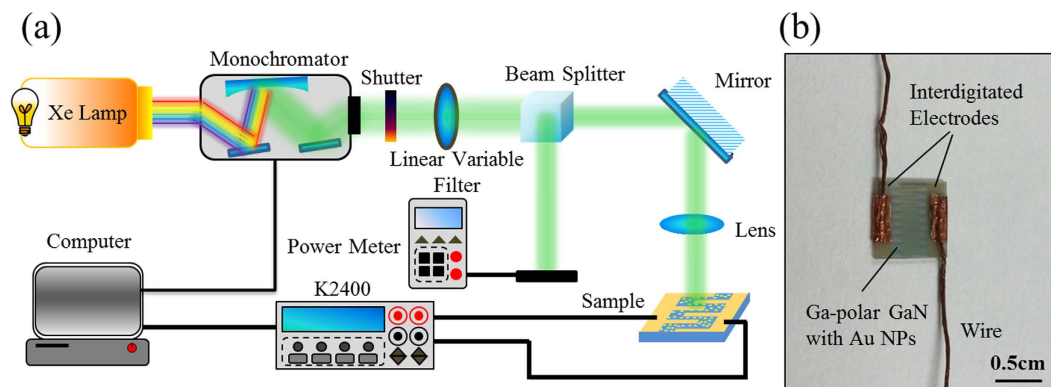 (a)
Monochromator
Xe Lamp
Shutter
Linear Variable
Filter
Beam Splitter
Mirror
Lens
Computer
Power Meter
K2400
Sample
(b)
Interdigitated
Electrodes
Ga-polar GaN
with Au NPs
Wire
0.5cm